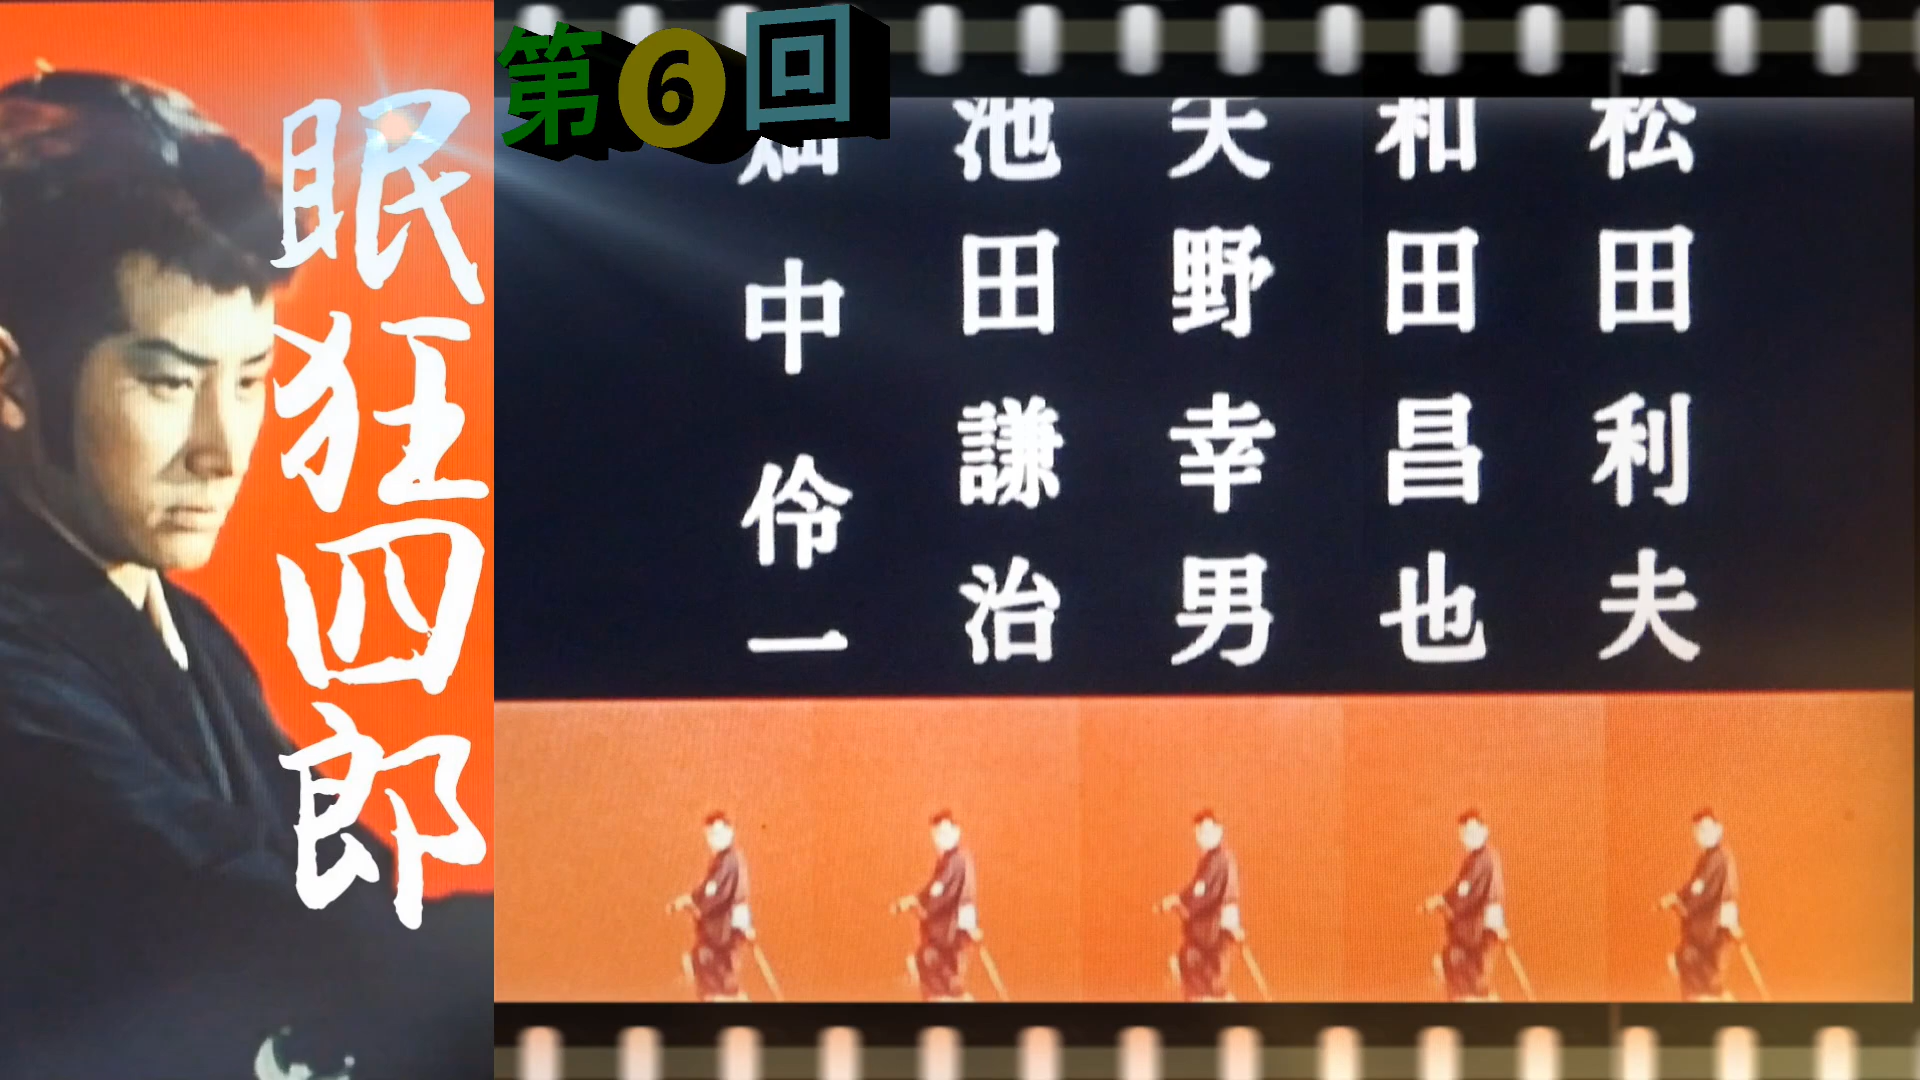 眠狂四郎
第6回
松田利夫
和田昌也
矢野幸男
池田謙治
畑中伶一